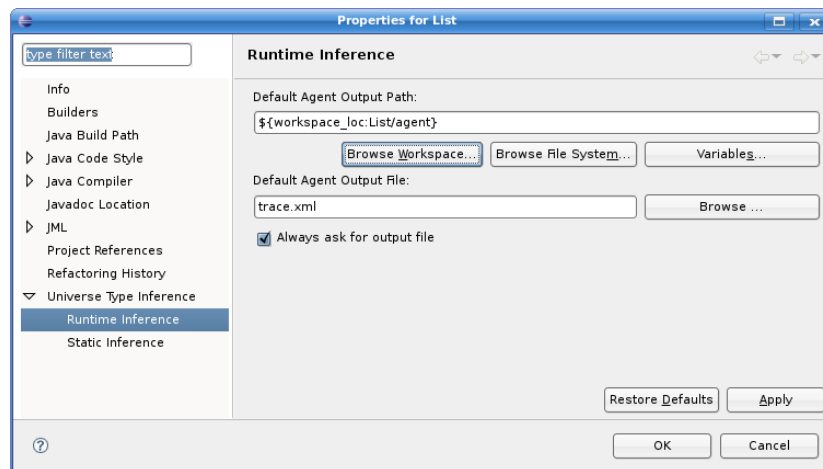 Properties for List
type filter text
Runtime Inference
Info
Builders
Java Build Path
Java Code Style
Java Compiler
Javadoc Location
JML
Project References
Refactoring History
Universe Type Inference
Runtime Inference
Static Inference
Default Agent Output Path:
${workspace_loc:List/agent}
Browse Workspace... Browse File System... Variables...
Default Agent Output File:
trace.xml Browse ...
Always ask for output file
Restore Defaults Apply
OK Cancel